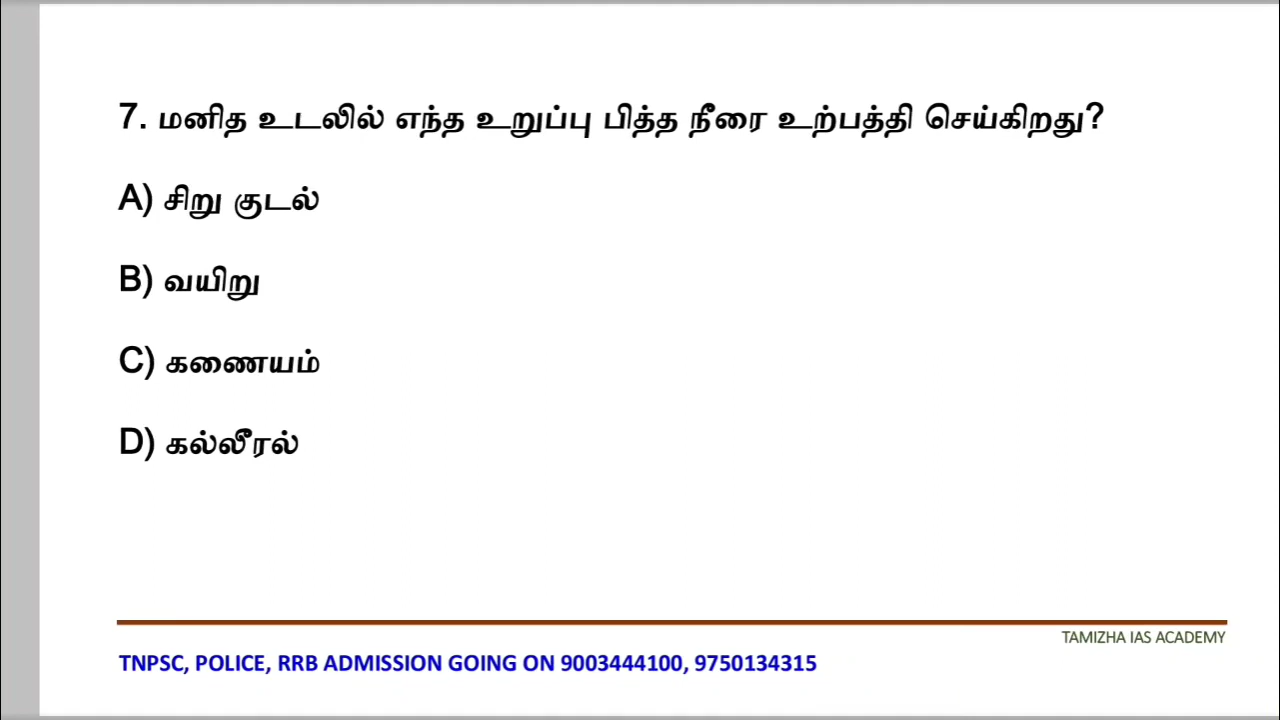 7. மனித உடலில் எந்த உறுப்பு பித்த நீரை உற்பத்தி செய்கிறது?
A) சிறு குடல்
B) வயிறு
C) கணையம்
D) கல்லீரல்
TAMIZHA IAS ACADEMY
TNPSC, POLICE, RRB ADMISSION GOING ON 9003444100, 9750134315